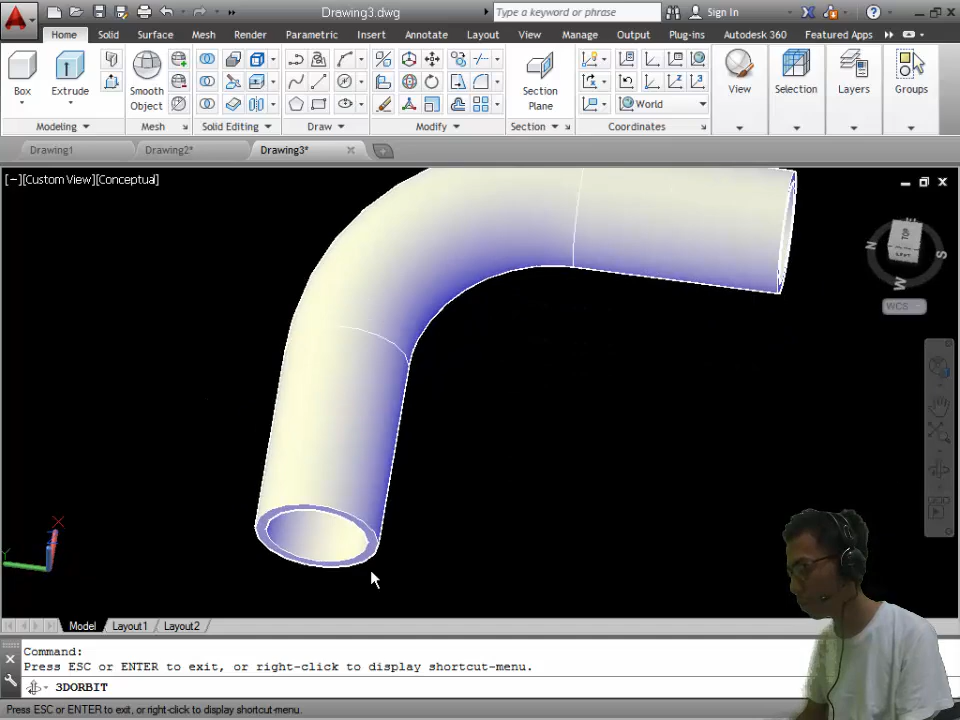 Drawing3.dwg
Type a keyword or phrase
Sign In
Home Solid Surface Mesh Render Parametric Insert Annotate Layout View Manage Output Plug-ins Autodesk 360 Featured Apps
Box
Extrude
Smooth
Object
Section
Plane
World
View
Selection
Layers
Groups
Modeling
Mesh
Solid Editing
Draw
Modify
Section
Coordinates
Drawing1
Drawing2*
Drawing3*
[−][Custom View][Conceptual]
TOP
LEFT
N
S
W
WCS
X
Y
Model
Layout1
Layout2
Command:
Press ESC or ENTER to exit, or right-click to display shortcut-menu.
3DORBIT
Press ESC or ENTER to exit, or right-click to display shortcut-menu.